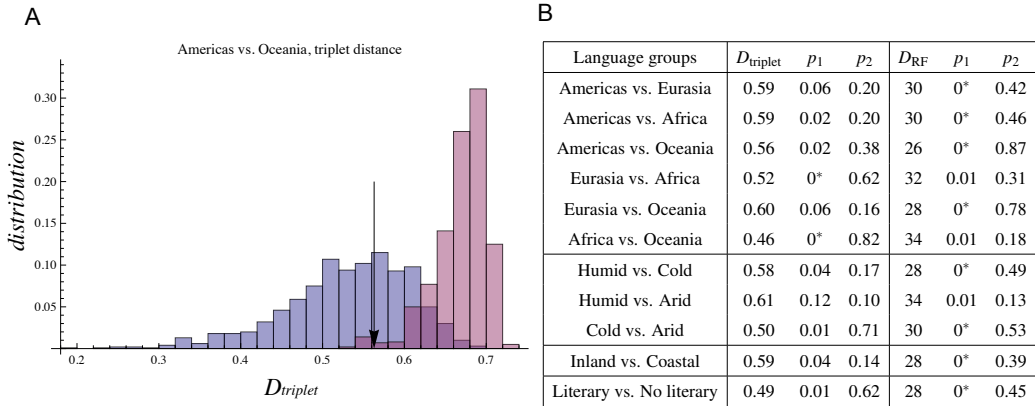 A
Americas vs. Oceania, triplet distance
distribution
0.30
0.25
0.20
0.15
0.10
0.05
0.2 0.3 0.4 0.5 0.6 0.7
Dtriplet
B
Language groups Dtriplet p1 p2 DRF p1 p2
Americas vs. Eurasia 0.59 0.06 0.20 30 0* 0.42
Americas vs. Africa 0.59 0.02 0.20 30 0* 0.46
Americas vs. Oceania 0.56 0.02 0.38 26 0* 0.87
Eurasia vs. Africa 0.52 0* 0.62 32 0.01 0.31
Eurasia vs. Oceania 0.60 0.06 0.16 28 0* 0.78
Africa vs. Oceania 0.46 0* 0.82 34 0.01 0.18
Humid vs. Cold 0.58 0.04 0.17 28 0* 0.49
Humid vs. Arid 0.61 0.12 0.10 34 0.01 0.13
Cold vs. Arid 0.50 0.01 0.71 30 0* 0.53
Inland vs. Coastal 0.59 0.04 0.14 28 0* 0.39
Literary vs. No literary 0.49 0.01 0.62 28 0* 0.45